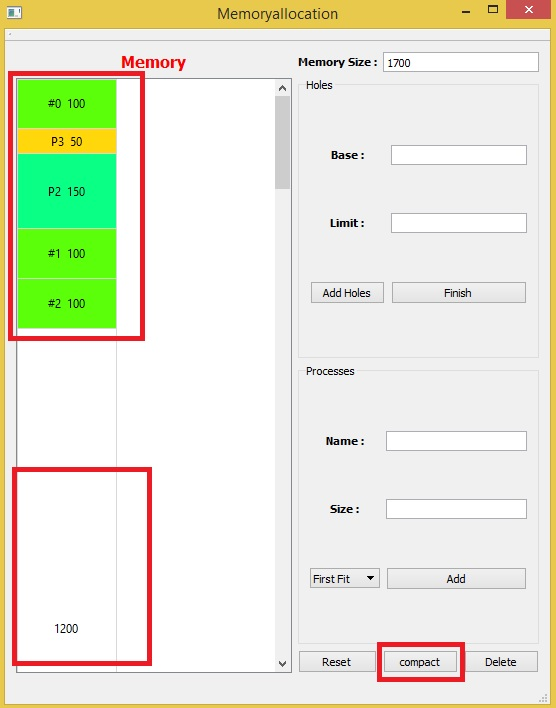 Memoryallocation
Memory
Memory Size : 1700
#0 100
P3 50
P2 150
#1 100
#2 100
1200
Holes
Base :
Limit :
Add Holes Finish
Processes
Name :
Size :
First Fit Add
Reset compact Delete